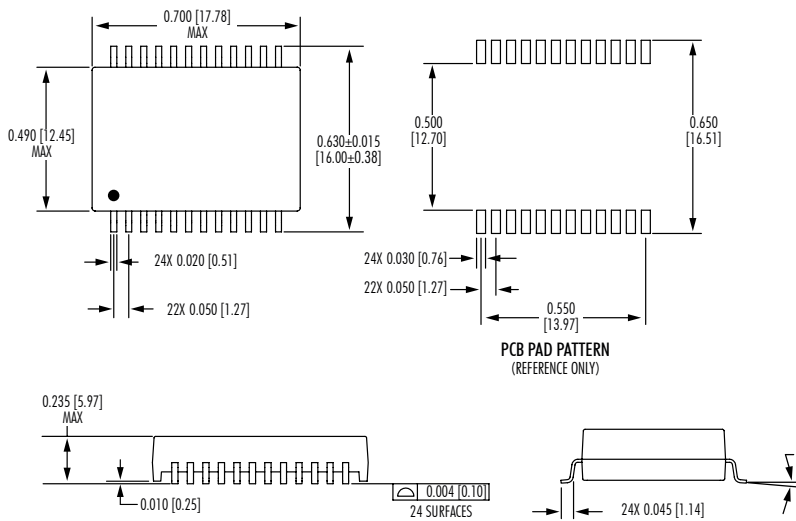 0.700 [17.78]
MAX
0.490 [12.45]
MAX
0.630±0.015
[16.00±0.38]
24X 0.020 [0.51]
22X 0.050 [1.27]
0.500
[12.70]
0.650
[16.51]
24X 0.030 [0.76]
22X 0.050 [1.27]
0.550
[13.97]
PCB PAD PATTERN
(REFERENCE ONLY)
0.235 [5.97]
MAX
0.010 [0.25]
0.004 [0.10]
24 SURFACES
24X 0.045 [1.14]